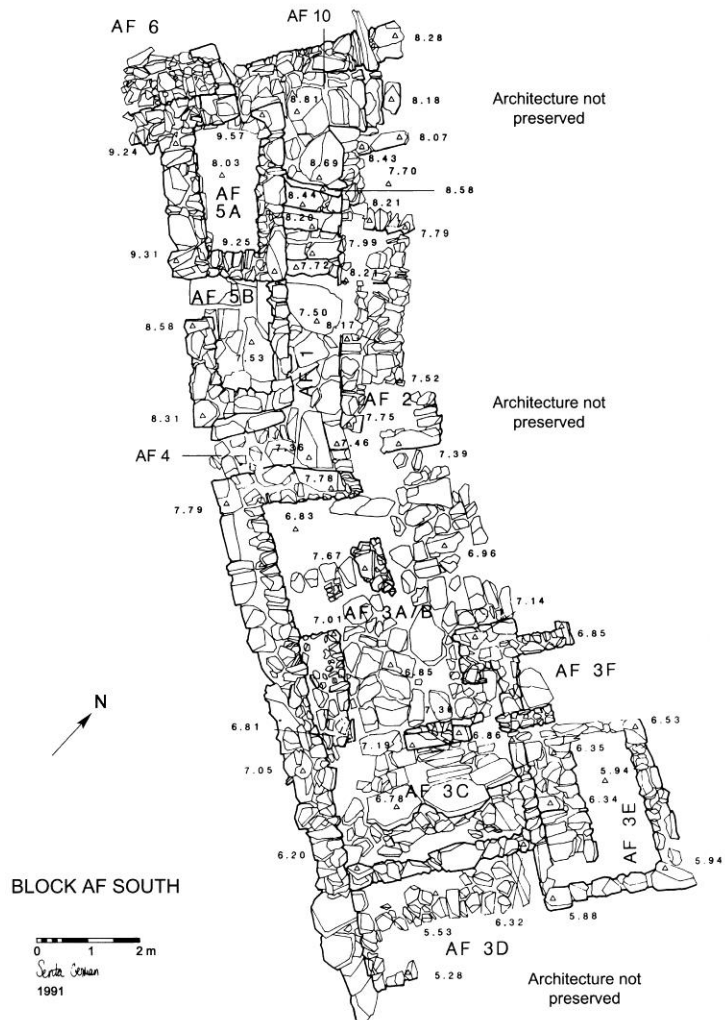 AF 6
AF 10
8.28
8.81
8.18
Architecture not
preserved
9.57
8.07
9.24
8.43
8.03
8.69
7.70
AF
5A
8.44
8.58
8.20
8.21
7.79
9.25
7.99
9.31
7.72
8.21
AF 5B
7.50
8.58
8.17
7.53
AF 1
7.52
AF 2
8.31
7.75
Architecture not
preserved
7.46
AF 4
7.36
7.39
7.78
7.79
6.83
6.96
7.67
7.14
7.01
AF 3A/B
6.85
6.85
AF 3F
7.38
6.81
6.53
7.19
6.86
6.35
7.05
5.94
AF 3C
6.78
6.34
AF 3E
6.20
5.94
N
BLOCK AF SOUTH
5.88
5.53
6.32
AF 3D
0 1 2 m
5.28
Architecture not
preserved
1991